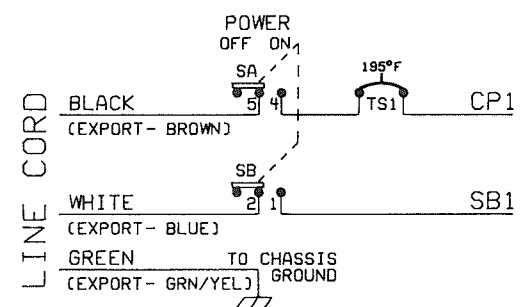 POWER
OFF ON
SA
195°F
BLACK
5 4
TS1
CP1
(EXPORT- BROWN)
SB
WHITE
2 1
SB1
(EXPORT- BLUE)
GREEN
TO CHASSIS
GROUND
(EXPORT- GRN/YEL)
LINE CORD